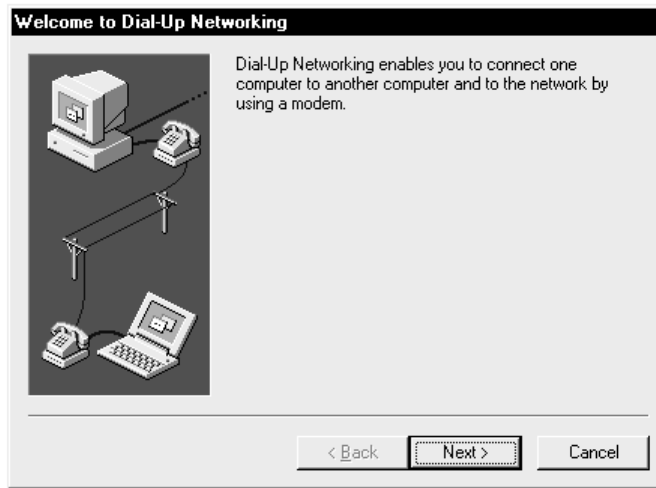 Welcome to Dial-Up Networking
Dial-Up Networking enables you to connect one
computer to another computer and to the network by
using a modem.
< Back
Next >
Cancel